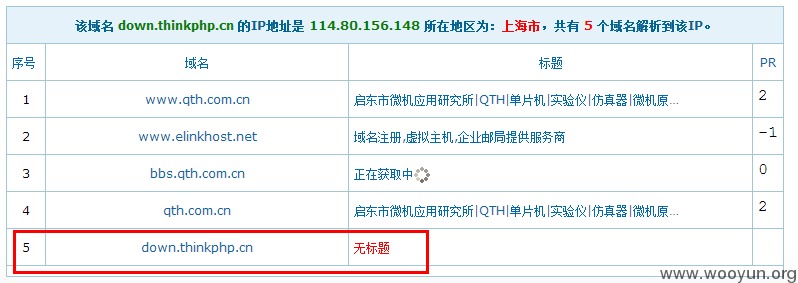 该域名 down.thinkphp.cn 的IP地址是 114.80.156.148 所在地区为：上海市，共有 5 个域名解析到该IP。
序号 域名 标题 PR
1 www.qth.com.cn 启东市微机应用研究所|QTH|单片机|实验仪|仿真器|微机原... 2
2 www.elinkhost.net 域名注册,虚拟主机,企业邮局提供服务商 -1
3 bbs.qth.com.cn 正在获取中 0
4 qth.com.cn 启东市微机应用研究所|QTH|单片机|实验仪|仿真器|微机原... 2
5 down.thinkphp.cn 无标题
www.wooyun.org